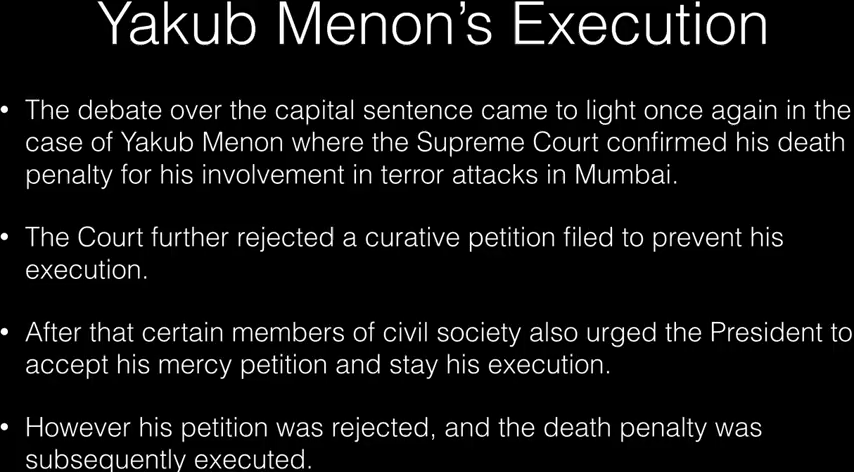 Yakub Menon’s Execution
• The debate over the capital sentence came to light once again in the
case of Yakub Menon where the Supreme Court confirmed his death
penalty for his involvement in terror attacks in Mumbai.
• The Court further rejected a curative petition filed to prevent his
execution.
• After that certain members of civil society also urged the President to
accept his mercy petition and stay his execution.
• However his petition was rejected, and the death penalty was
subsequently executed.